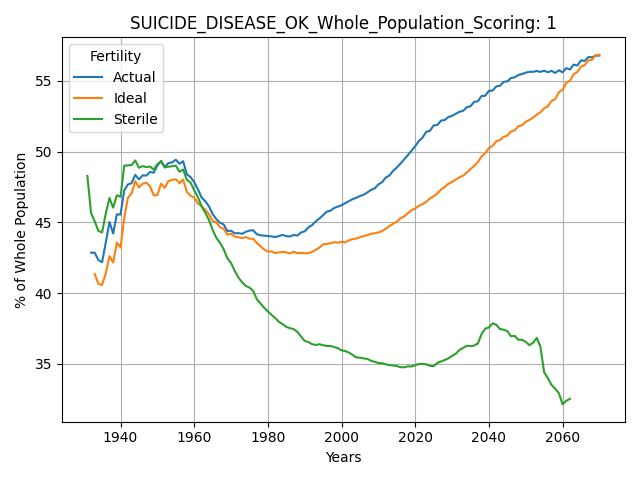 SUICIDE_DISEASE_OK_Whole_Population_Scoring: 1
Fertility
Actual
Ideal
Sterile
% of Whole Population
55
50
45
40
35
1940 1960 1980 2000 2020 2040 2060
Years